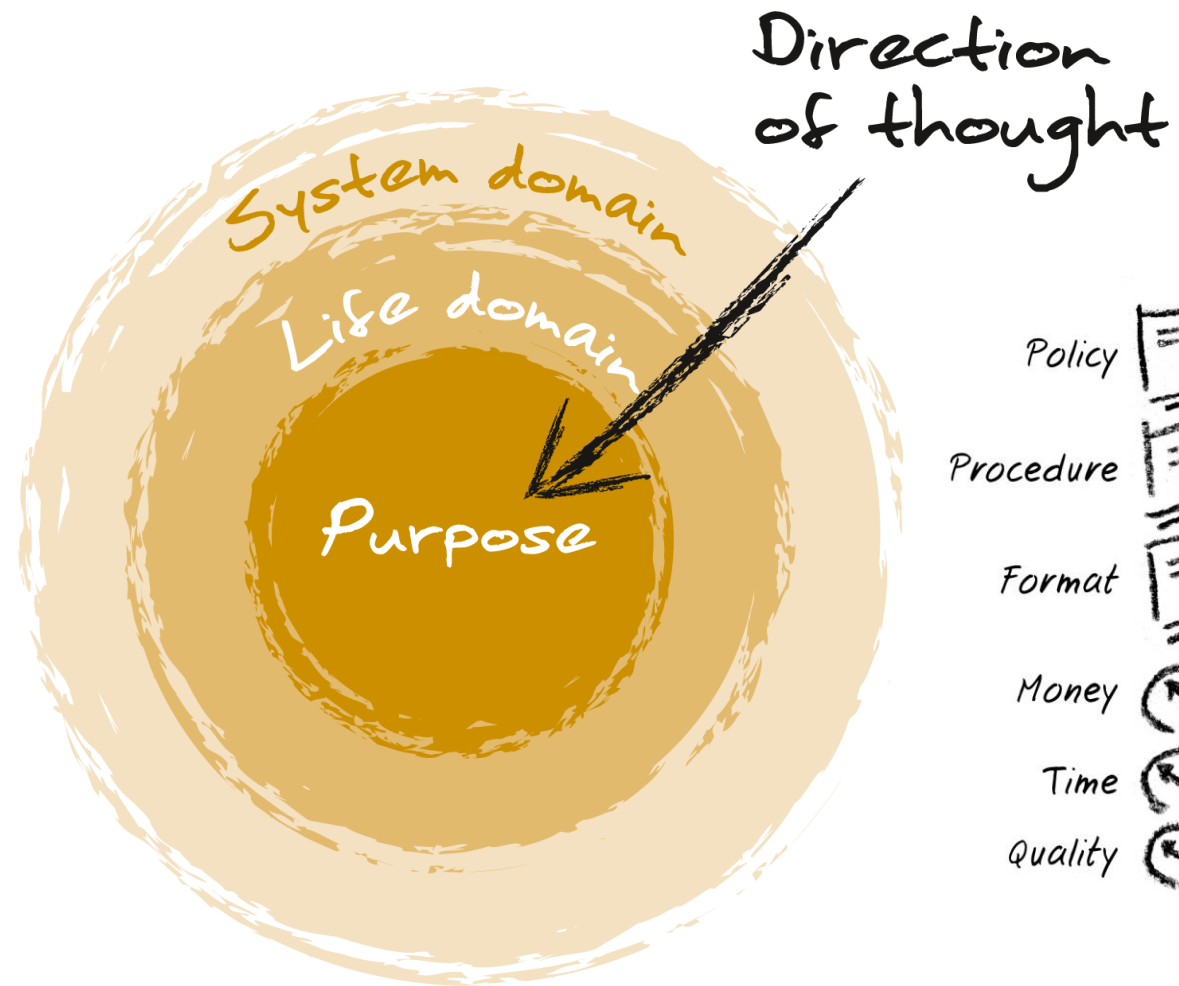 Direction
of thought
System domain
Life domain
Purpose
Policy
Procedure
Format
Money
Time
Quality